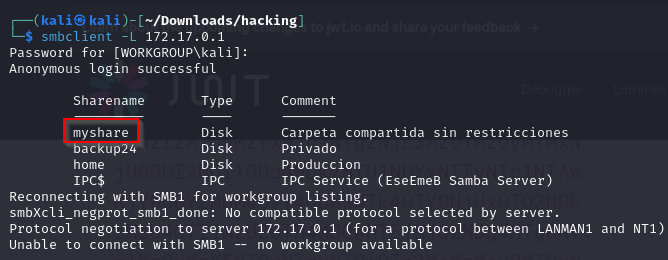 (kali㉿kali)-[~/Downloads/hacking]
$ smbclient -L 172.17.0.1
Password for [WORKGROUP\kali]:
Anonymous login successful
Sharename Type Comment
--------- ---- -------
myshare Disk Carpeta compartida sin restricciones
backup24 Disk Privado
home Disk Produccion
IPC$ IPC IPC Service (EseEmeB Samba Server)
Reconnecting with SMB1 for workgroup listing.
smbXcli_negprot_smb1_done: No compatible protocol selected by server.
Protocol negotiation to server 172.17.0.1 (for a protocol between LANMAN1 and NT1)
Unable to connect with SMB1 -- no workgroup available